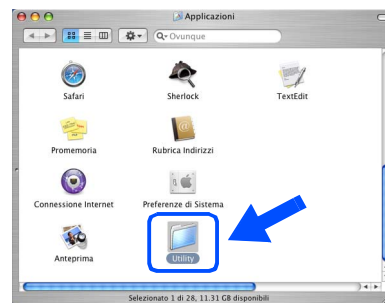 Applicazioni
Ovunque
Safari
Sherlock
TextEdit
Promemoria
Rubrica Indirizzi
Connessione Internet
Preferenze di Sistema
Anteprima
Utility
Selezionato 1 di 28, 11.31 GB disponibili